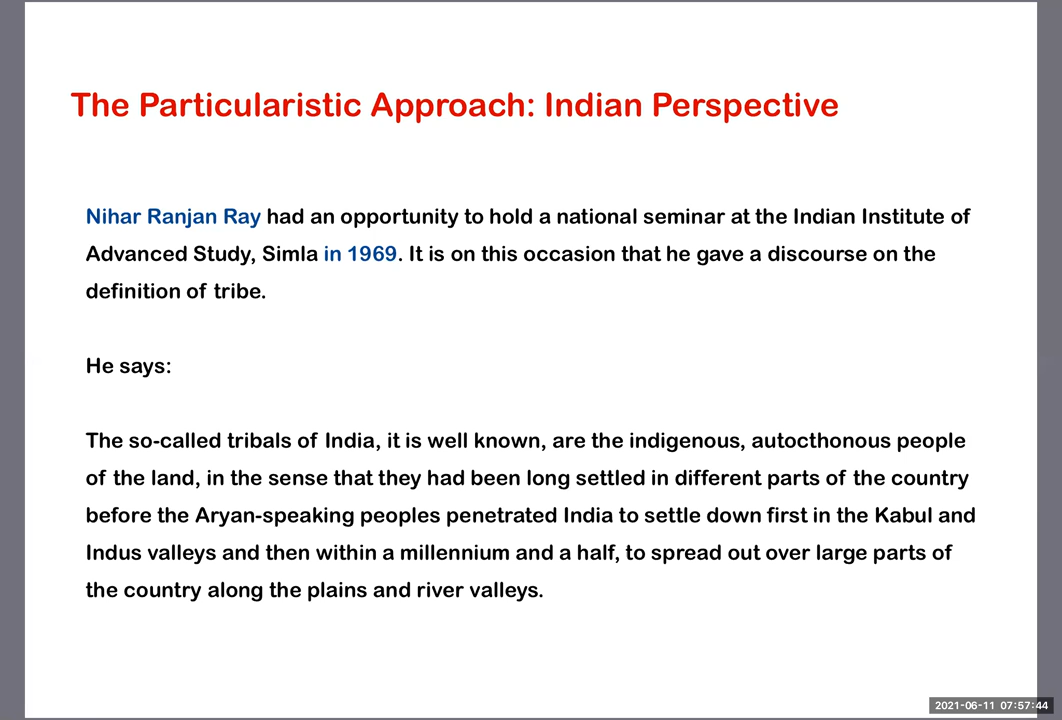 The Particularistic Approach: Indian Perspective
Nihar Ranjan Ray had an opportunity to hold a national seminar at the Indian Institute of
Advanced Study, Simla in 1969. It is on this occasion that he gave a discourse on the
definition of tribe.
He says:
The so-called tribals of India, it is well known, are the indigenous, autocthonous people
of the land, in the sense that they had been long settled in different parts of the country
before the Aryan-speaking peoples penetrated India to settle down first in the Kabul and
Indus valleys and then within a millennium and a half, to spread out over large parts of
the country along the plains and river valleys.
2021-06-11 07:57:44